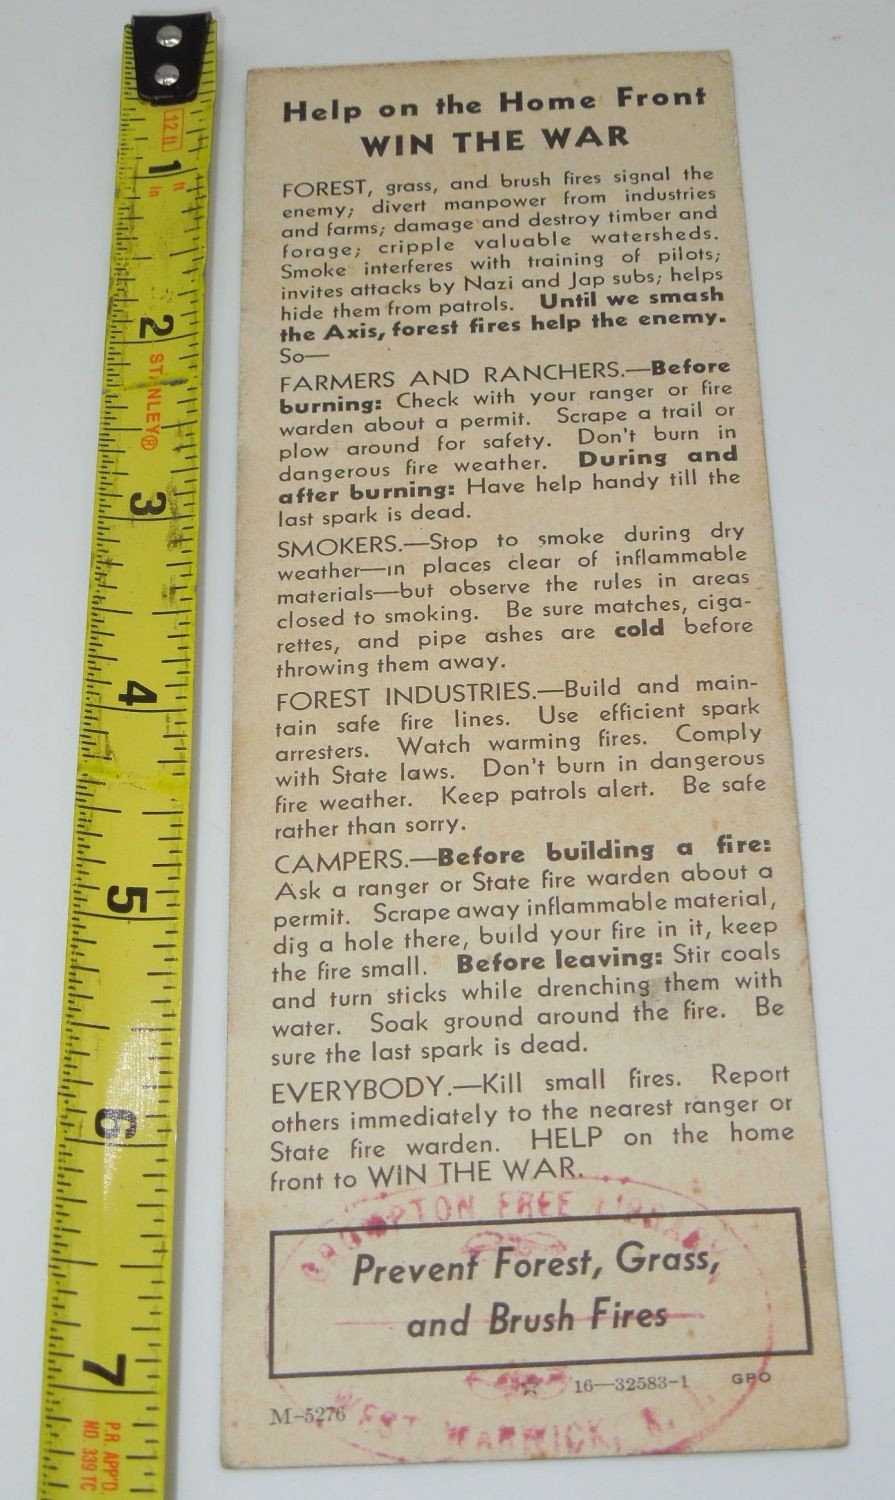 Help on the Home Front
WIN THE WAR
FOREST, grass, and brush fires signal the
enemy; divert manpower from industries
and farms; damage and destroy timber and
forage; cripple valuable watersheds.
Smoke interferes with training of pilots;
invites attacks by Nazi and Jap subs; helps
hide them from patrols. Until we smash
the Axis, forest fires help the enemy.
So—
FARMERS AND RANCHERS.—Before
burning: Check with your ranger or fire
warden about a permit. Scrape a trail or
plow around for safety. Don't burn in
dangerous fire weather. During and
after burning: Have help handy till the
last spark is dead.
SMOKERS.—Stop to smoke during dry
weather—in places clear of inflammable
materials—but observe the rules in areas
closed to smoking. Be sure matches, ciga-
rettes, and pipe ashes are cold before
throwing them away.
FOREST INDUSTRIES.—Build and main-
tain safe fire lines. Use efficient spark
arresters. Watch warming fires. Comply
with State laws. Don't burn in dangerous
fire weather. Keep patrols alert. Be safe
rather than sorry.
CAMPERS.—Before building a fire:
Ask a ranger or State fire warden about a
permit. Scrape away inflammable material,
dig a hole there, build your fire in it, keep
the fire small. Before leaving: Stir coals
and turn sticks while drenching them with
water. Soak ground around the fire. Be
sure the last spark is dead.
EVERYBODY.—Kill small fires. Report
others immediately to the nearest ranger or
State fire warden. HELP on the home
front to WIN THE WAR.
CROMPTON FREE LIBRARY
Prevent Forest, Grass,
and Brush Fires
16—32583-1 GPO
M-5276
WEST WARWICK, R. I.
12 ft
1
in
ft
2
STANLEY®
3
4
5
6
7
P.R. APP'D.
NO. 339 TC